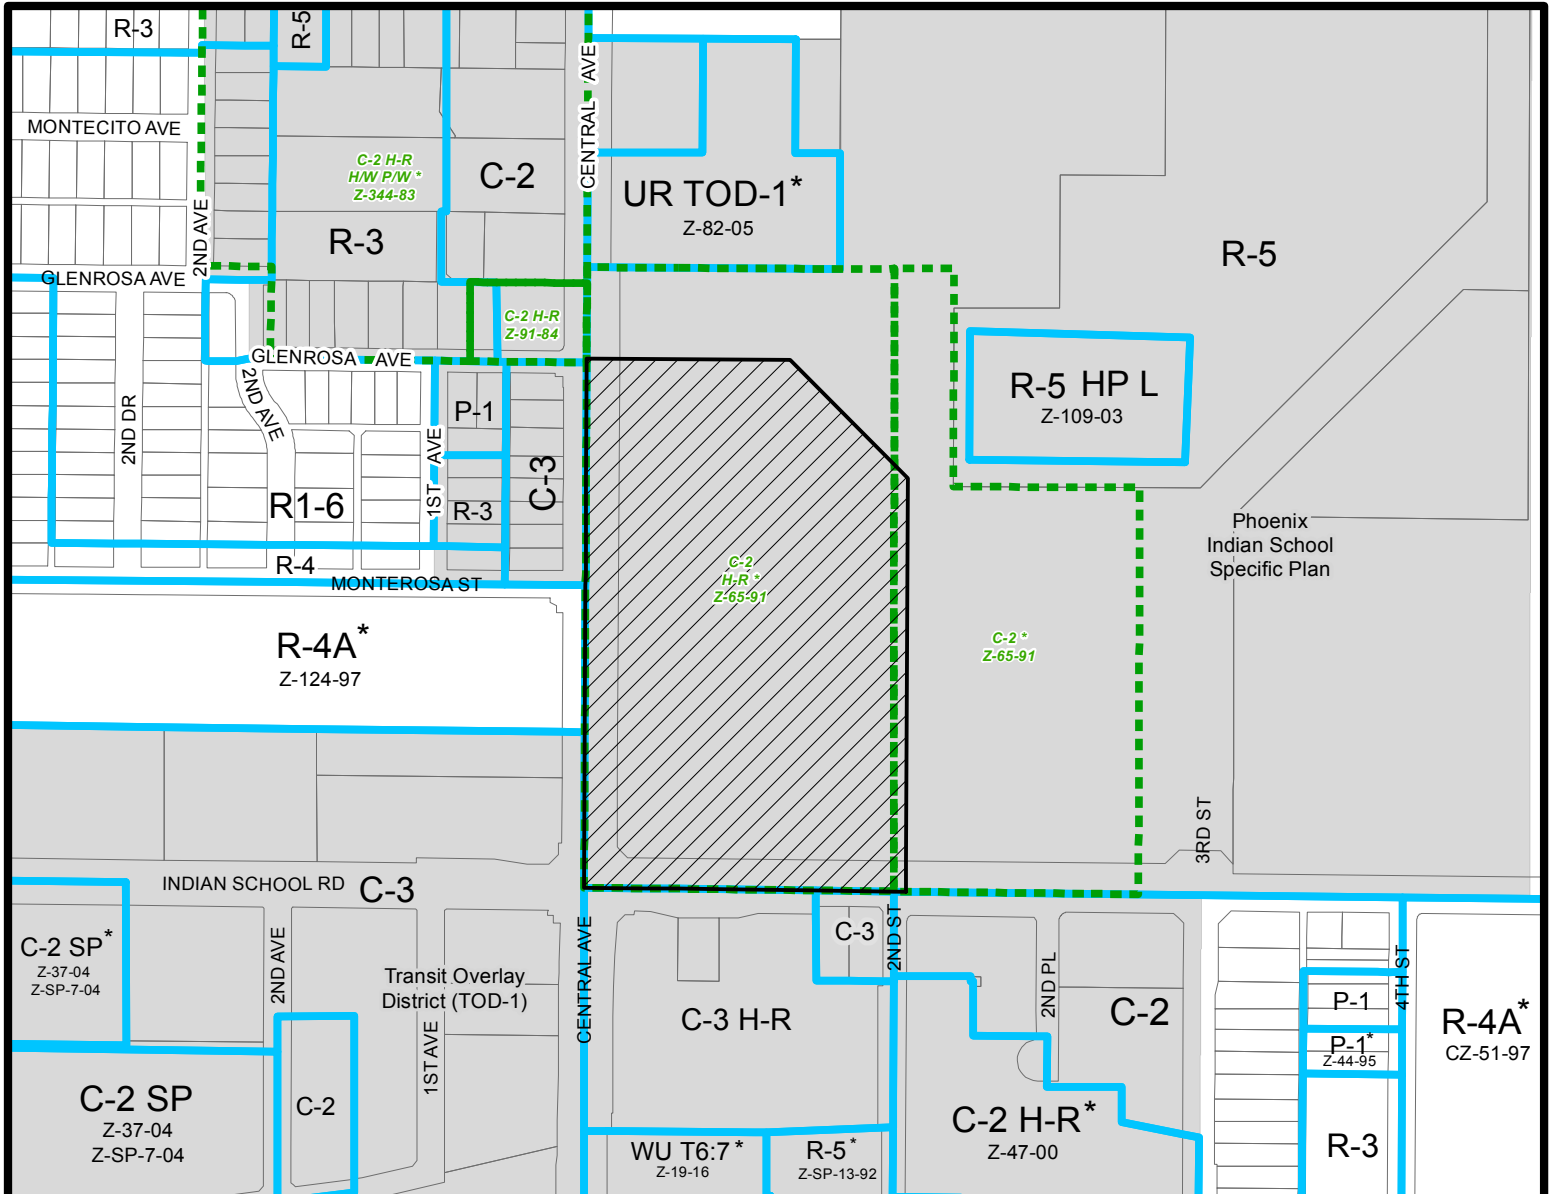 R-3
R-5
CENTRAL AVE
MONTECITO AVE
C-2 H-R
H/W P/W *
Z-344-83
C-2
UR TOD-1*
Z-82-05
2ND AVE
R-3
R-5
GLENROSA AVE
C-2 H-R
Z-91-84
GLENROSA AVE
2ND AVE
R-5 HP L
Z-109-03
P-1
2ND DR
1ST AVE
C-3
R1-6
R-3
Phoenix
Indian School
Specific Plan
R-4
MONTEROSA ST
C-2
H-R *
Z-65-91
R-4A*
Z-124-97
C-2 *
Z-65-91
3RD ST
INDIAN SCHOOL RD
C-3
C-2 SP*
Z-37-04
Z-SP-7-04
2ND AVE
Transit Overlay
District (TOD-1)
CENTRAL AVE
C-3
2ND ST
2ND PL
4TH ST
C-3 H-R
C-2
P-1
R-4A*
CZ-51-97
P-1*
Z-44-95
1ST AVE
C-2 SP
Z-37-04
Z-SP-7-04
C-2
C-2 H-R*
Z-47-00
WU T6:7*
Z-19-16
R-5*
Z-SP-13-92
R-3